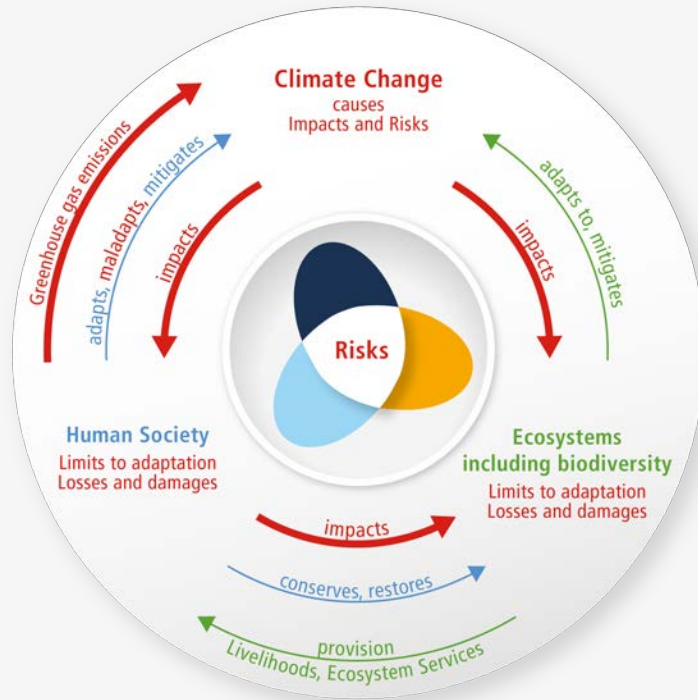 Climate Change
causes
Impacts and Risks
Greenhouse gas emissions
adapts, maladapts, mitigates
impacts
impacts
adapts to, mitigates
Risks
Human Society
Limits to adaptation
Losses and damages
Ecosystems
including biodiversity
Limits to adaptation
Losses and damages
impacts
conserves, restores
provision
Livelihoods, Ecosystem Services